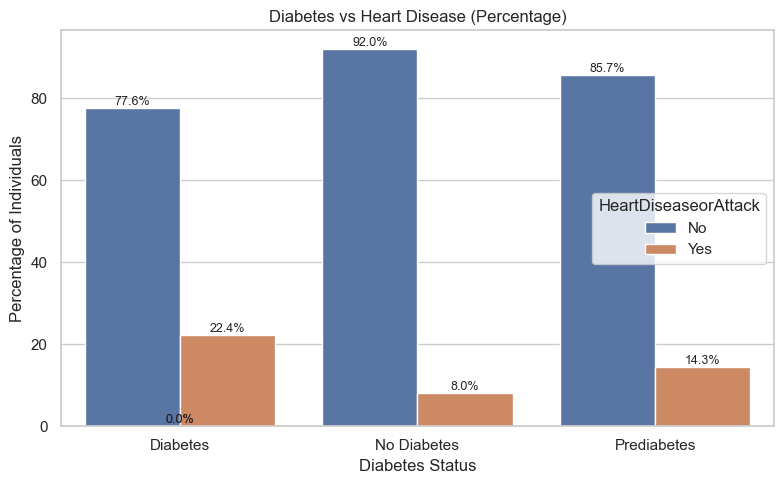 Diabetes vs Heart Disease (Percentage)
Percentage of Individuals
80
60
40
20
0
77.6%
22.4%
0.0%
92.0%
8.0%
85.7%
14.3%
HeartDiseaseorAttack
No
Yes
Diabetes
No Diabetes
Prediabetes
Diabetes Status